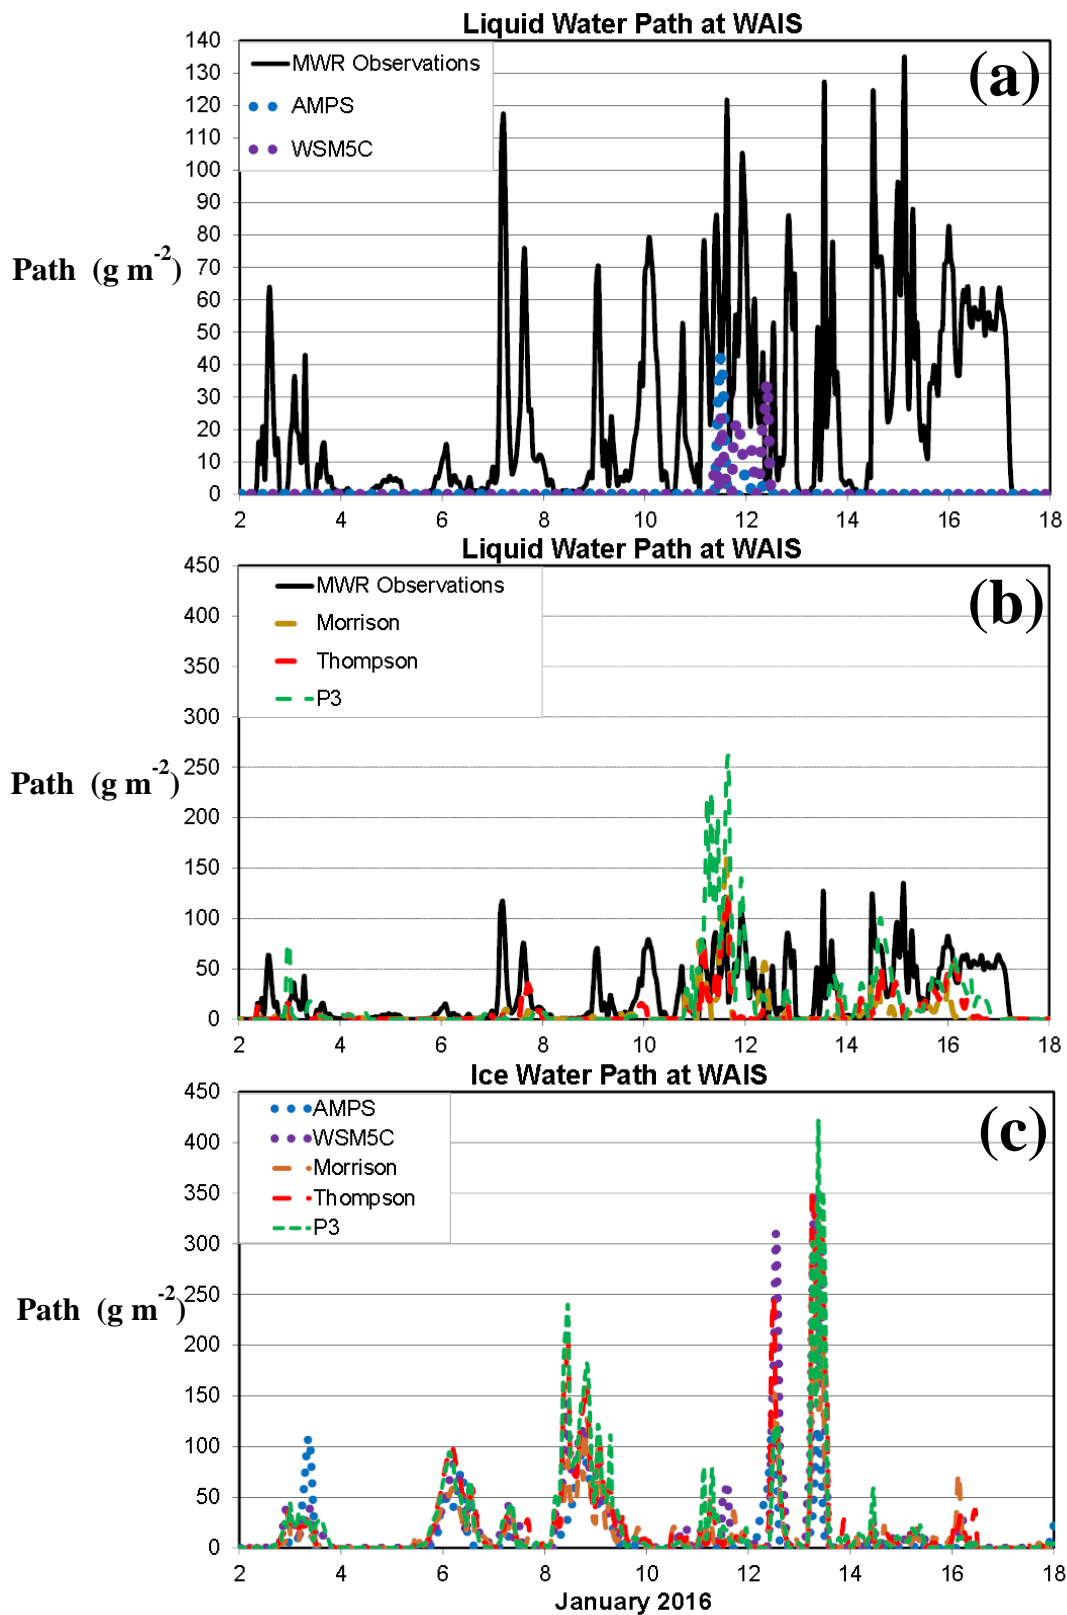 Liquid Water Path at WAIS
(a)
MWR Observations
AMPS
WSM5C
140
130
120
110
100
90
80
70
60
50
40
30
20
10
0
Path (g m-2)
2 4 6 8 10 12 14 16 18
Liquid Water Path at WAIS
(b)
MWR Observations
Morrison
Thompson
P3
450
400
350
300
250
200
150
100
50
0
Path (g m-2)
2 4 6 8 10 12 14 16 18
Ice Water Path at WAIS
(c)
AMPS
WSM5C
Morrison
Thompson
P3
450
400
350
300
250
200
150
100
50
0
Path (g m-2)
2 4 6 8 10 12 14 16 18
January 2016